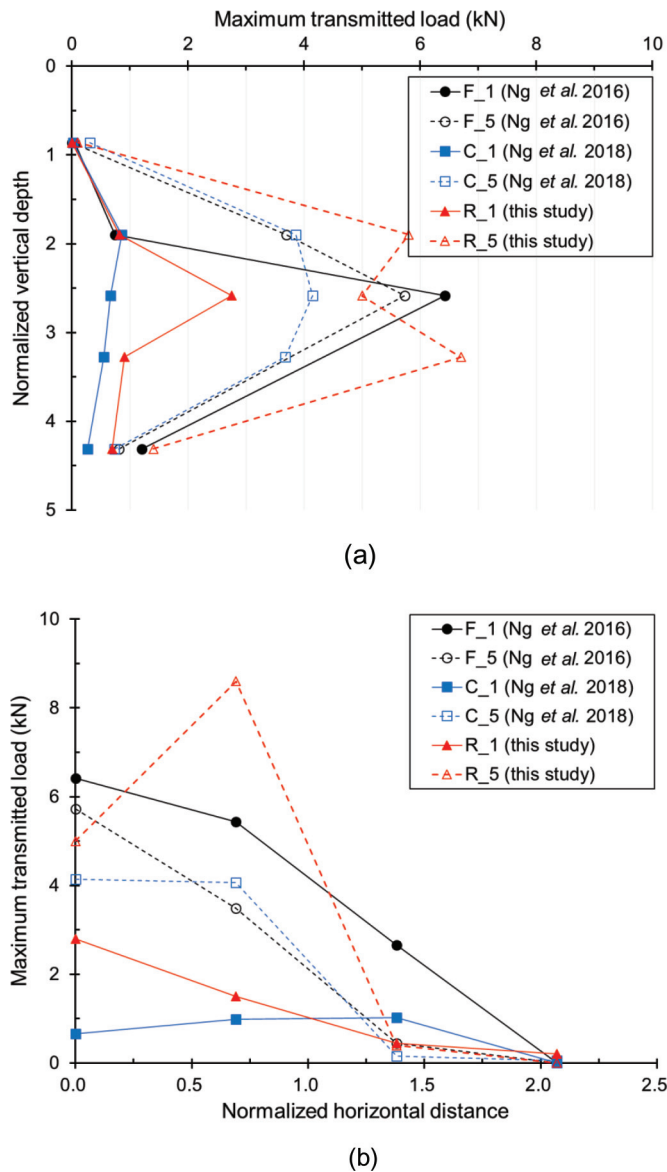 Maximum transmitted load (kN)
0 2 4 6 8 10
0
1
2
3
4
5
Normalized vertical depth
F_1 (Ng et al. 2016)
F_5 (Ng et al. 2016)
C_1 (Ng et al. 2018)
C_5 (Ng et al. 2018)
R_1 (this study)
R_5 (this study)
(a)
10
8
6
4
2
0
Maximum transmitted load (kN)
F_1 (Ng et al. 2016)
F_5 (Ng et al. 2016)
C_1 (Ng et al. 2018)
C_5 (Ng et al. 2018)
R_1 (this study)
R_5 (this study)
0.0 0.5 1.0 1.5 2.0 2.5
Normalized horizontal distance
(b)